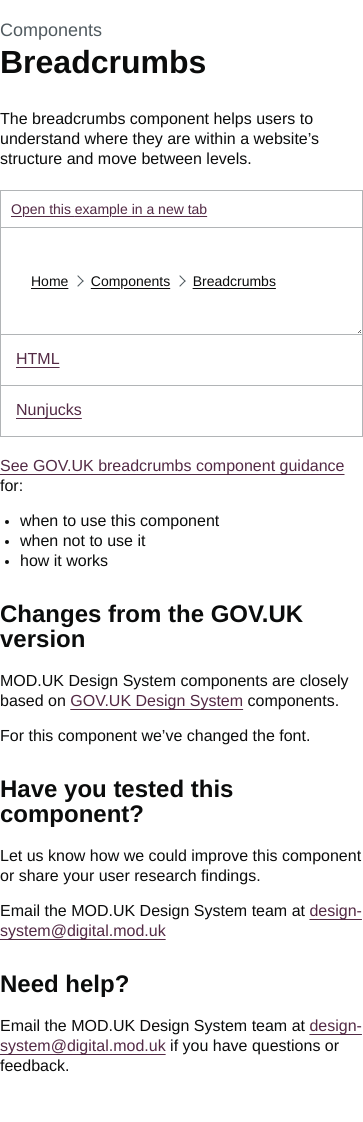 Components
Breadcrumbs
The breadcrumbs component helps users to
understand where they are within a website’s
structure and move between levels.
Open this example in a new tab
Home Components Breadcrumbs
HTML
Nunjucks
See GOV.UK breadcrumbs component guidance
for:
• when to use this component
• when not to use it
• how it works
Changes from the GOV.UK
version
MOD.UK Design System components are closely
based on GOV.UK Design System components.
For this component we’ve changed the font.
Have you tested this
component?
Let us know how we could improve this component
or share your user research findings.
Email the MOD.UK Design System team at design-
system@digital.mod.uk
Need help?
Email the MOD.UK Design System team at design-
system@digital.mod.uk if you have questions or
feedback.